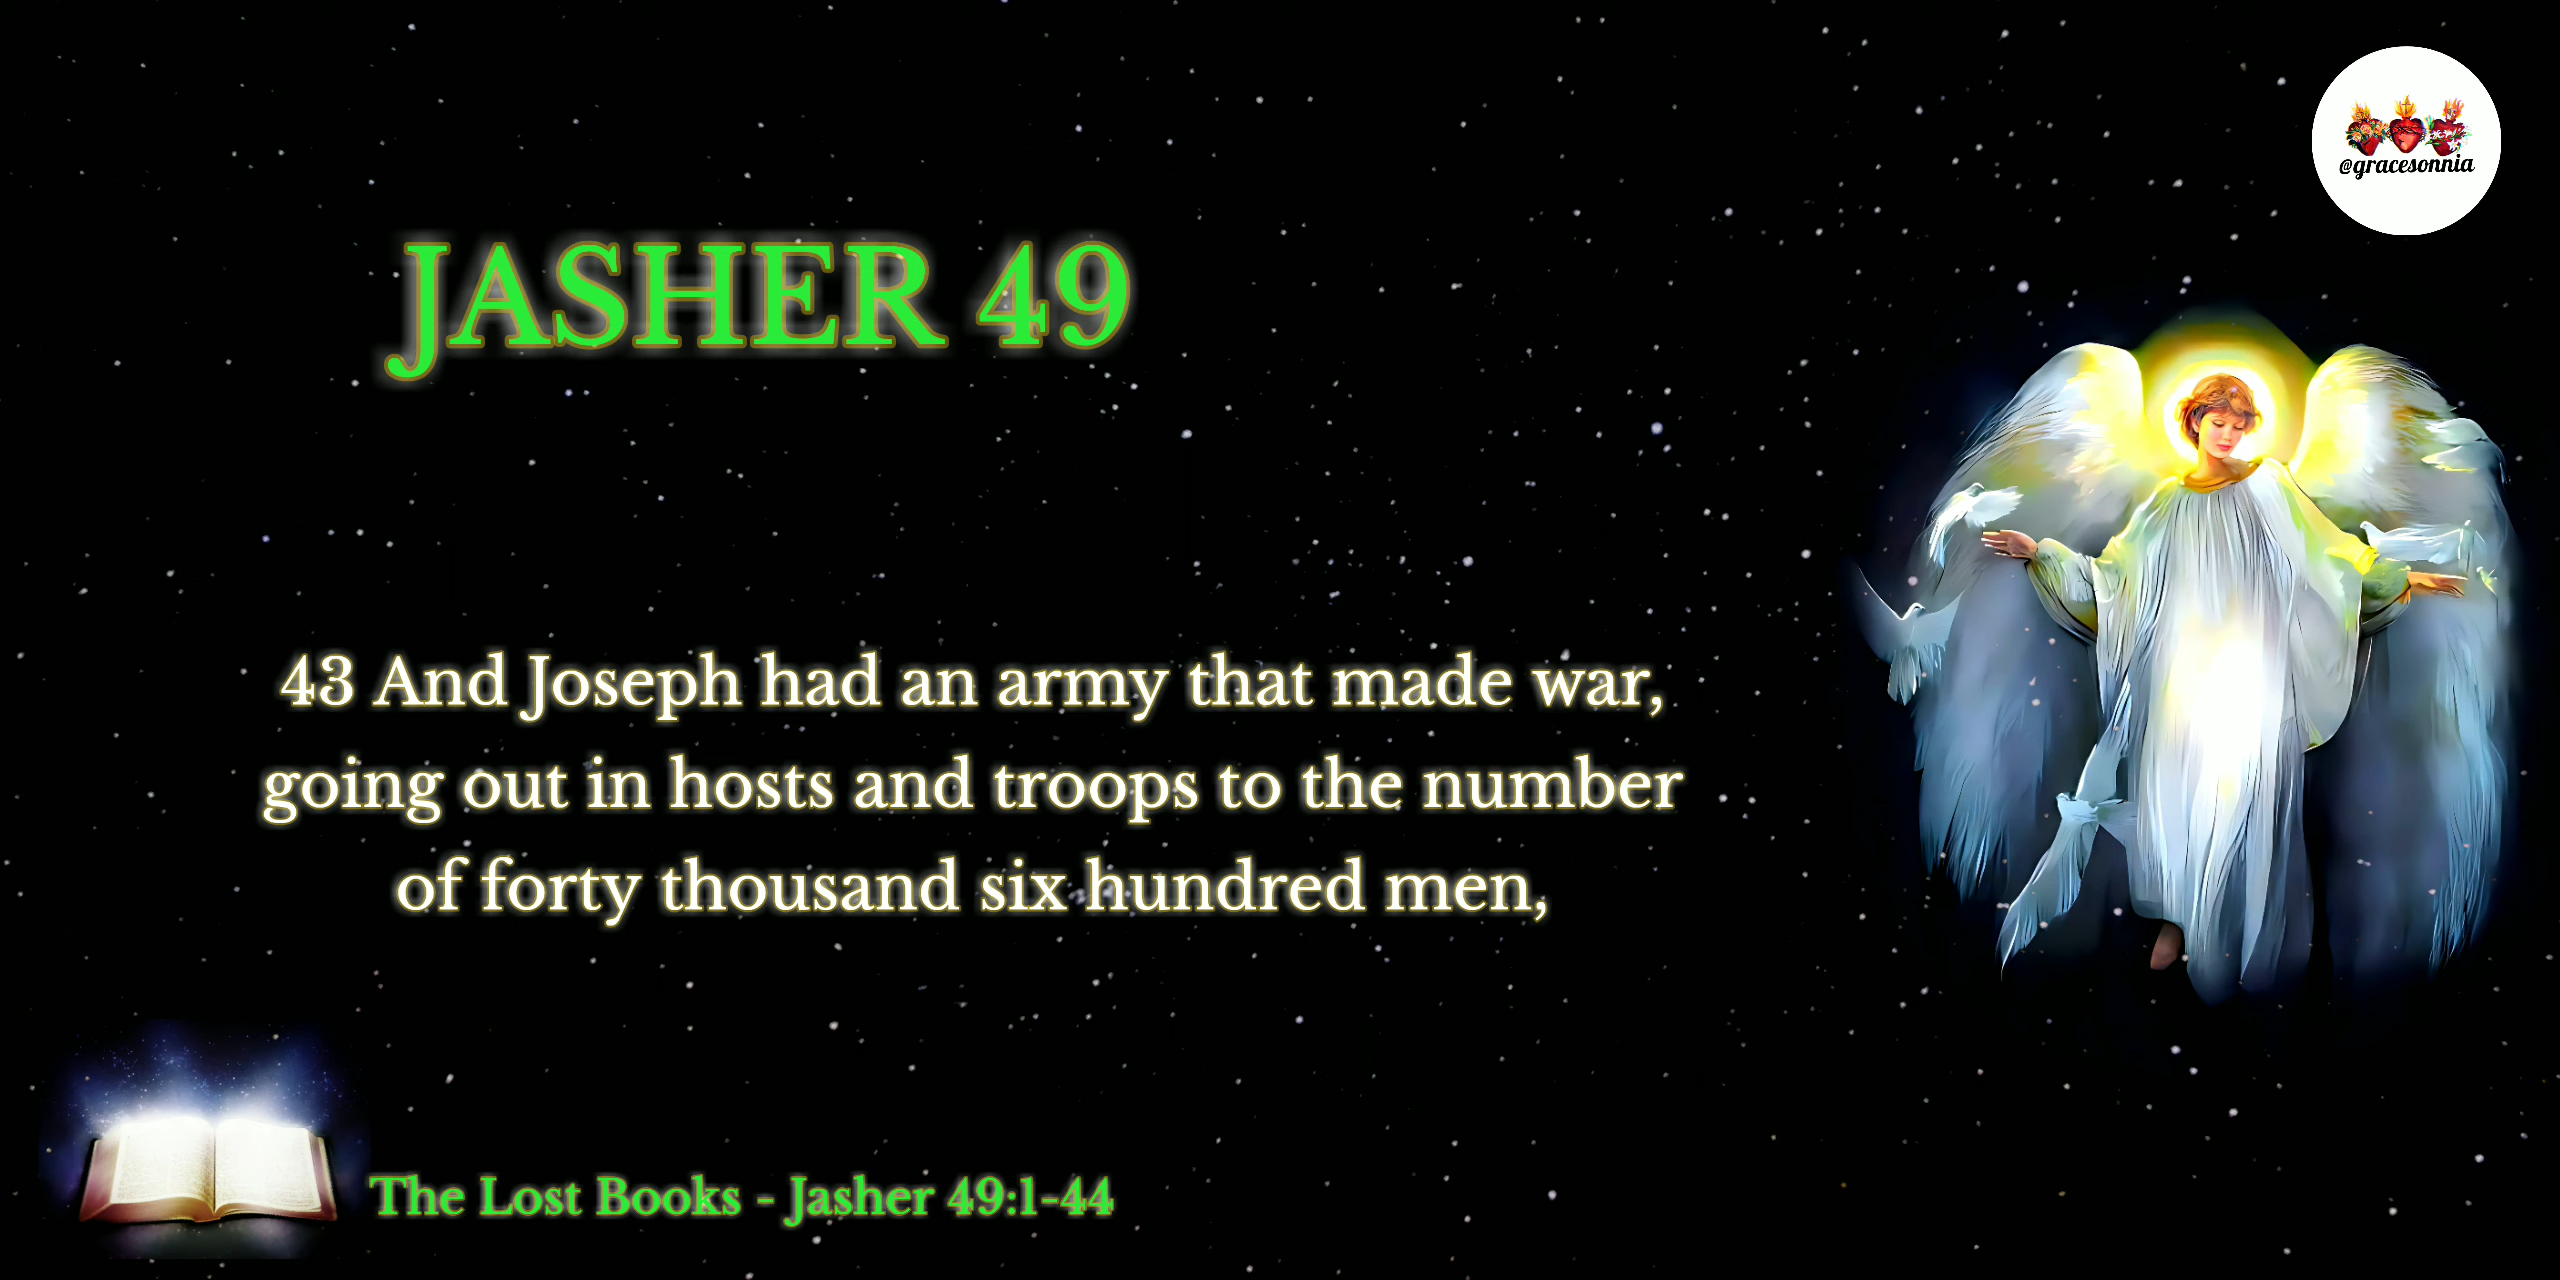 @gracesonnia
JASHER 49
43 And Joseph had an army that made war,
going out in hosts and troops to the number
of forty thousand six hundred men,
The Lost Books - Jasher 49:1-44